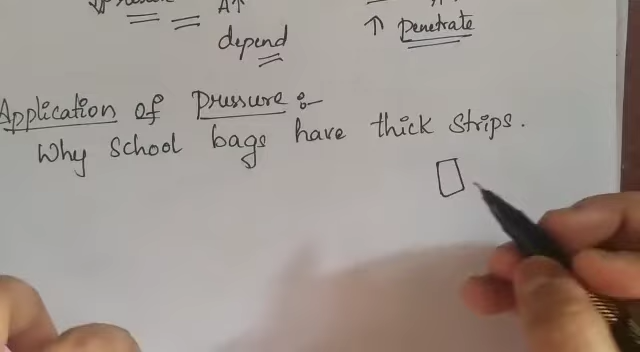 A↑
depend
↑ Penetrate
Application of Pressure :-
Why School bags have thick Strips.